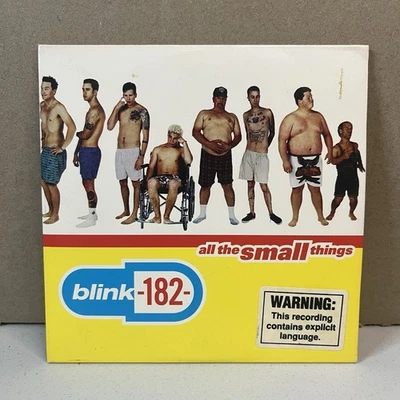 all the small things
blink-182-
WARNING:
This recording
contains explicit
language.